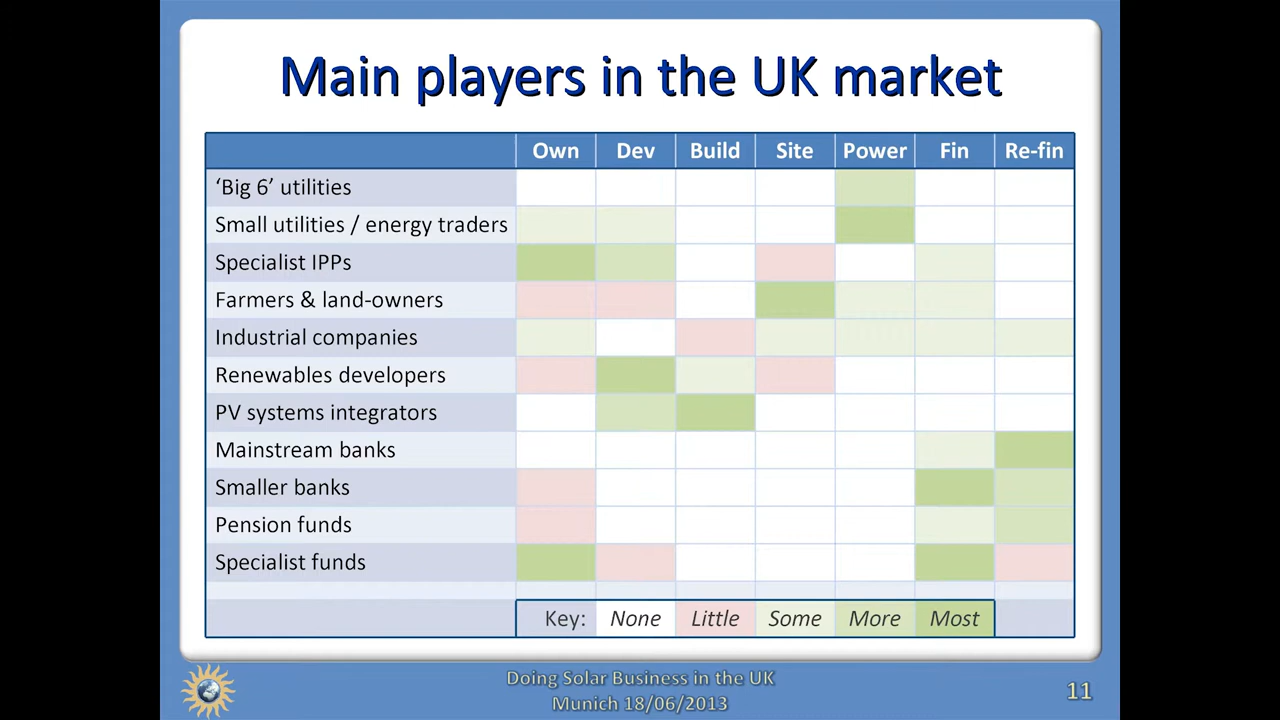 Main players in the UK market
Own Dev Build Site Power Fin Re-fin
‘Big 6’ utilities
Small utilities / energy traders
Specialist IPPs
Farmers & land-owners
Industrial companies
Renewables developers
PV systems integrators
Mainstream banks
Smaller banks
Pension funds
Specialist funds
Key: None Little Some More Most
Doing Solar Business in the UK
Munich 18/06/2013
11